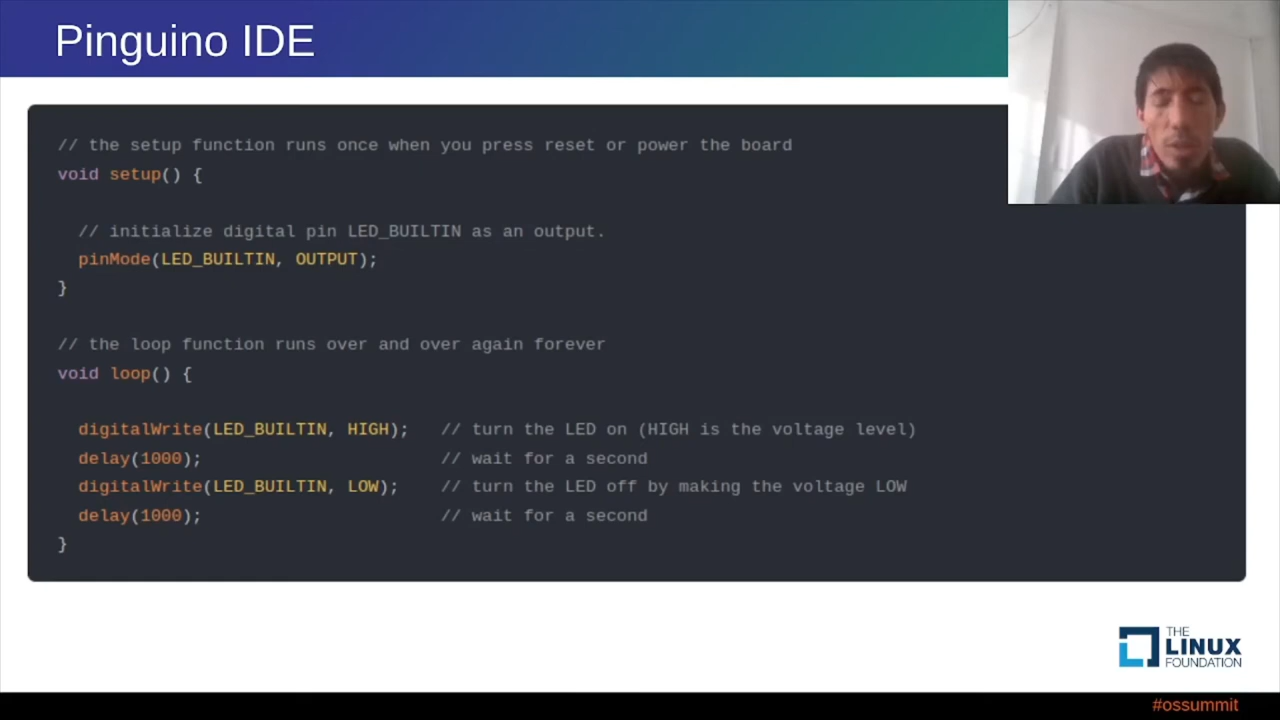 Pinguino IDE
// the setup function runs once when you press reset or power the board
void setup() {
// initialize digital pin LED_BUILTIN as an output.
pinMode(LED_BUILTIN, OUTPUT);
}
// the loop function runs over and over again forever
void loop() {
digitalWrite(LED_BUILTIN, HIGH); // turn the LED on (HIGH is the voltage level)
delay(1000); // wait for a second
digitalWrite(LED_BUILTIN, LOW); // turn the LED off by making the voltage LOW
delay(1000); // wait for a second
}
THE
LINUX
FOUNDATION
#ossummit